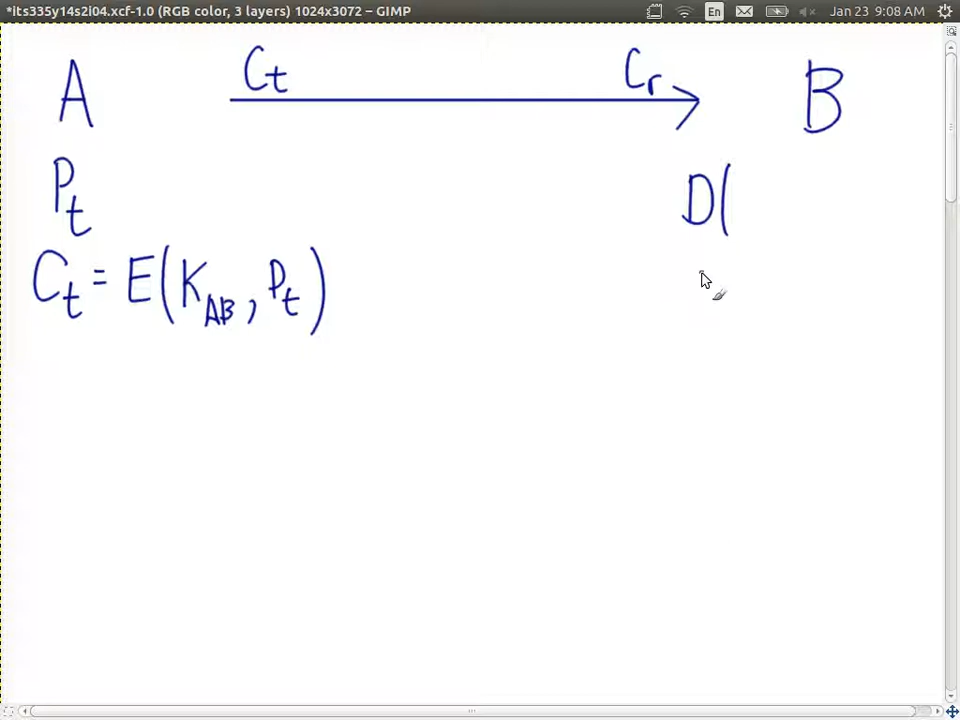 *its335y14s2i04.xcf-1.0 (RGB color, 3 layers) 1024x3072 – GIMP En Jan 23 9:08 AM
A Ct Cr B
Pt D(
Ct = E(KAB, Pt)